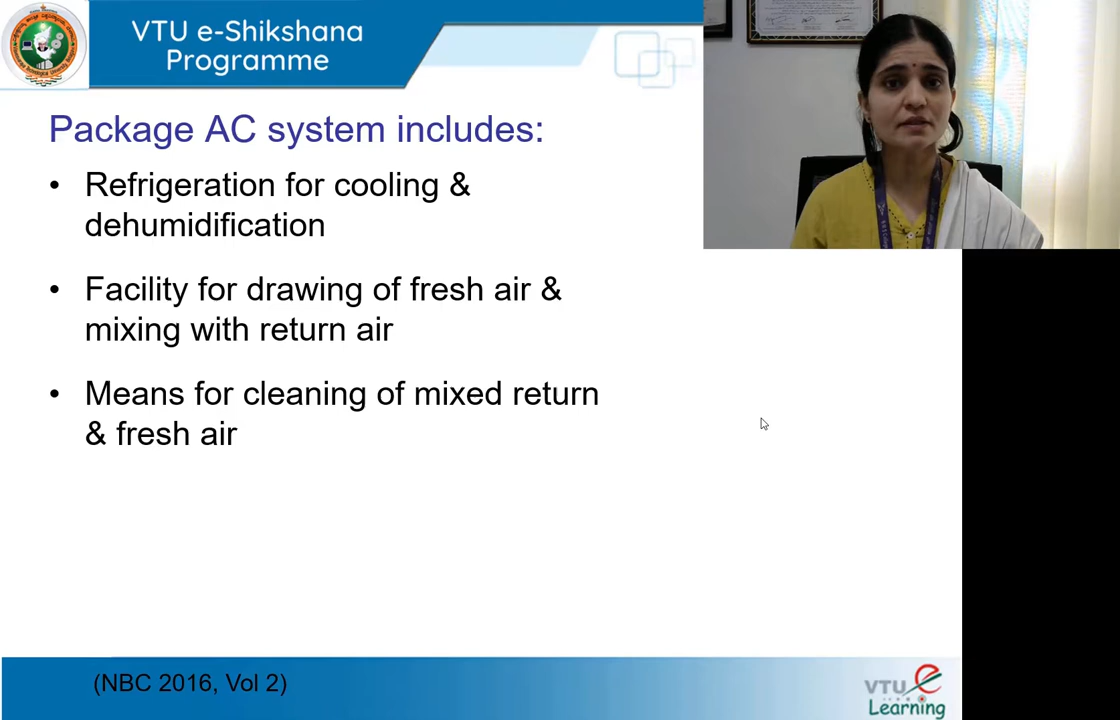 VTU e-Shikshana
Programme
Package AC system includes:
• Refrigeration for cooling &
dehumidification
• Facility for drawing of fresh air &
mixing with return air
• Means for cleaning of mixed return
& fresh air
(NBC 2016, Vol 2)
VTU e
Learning